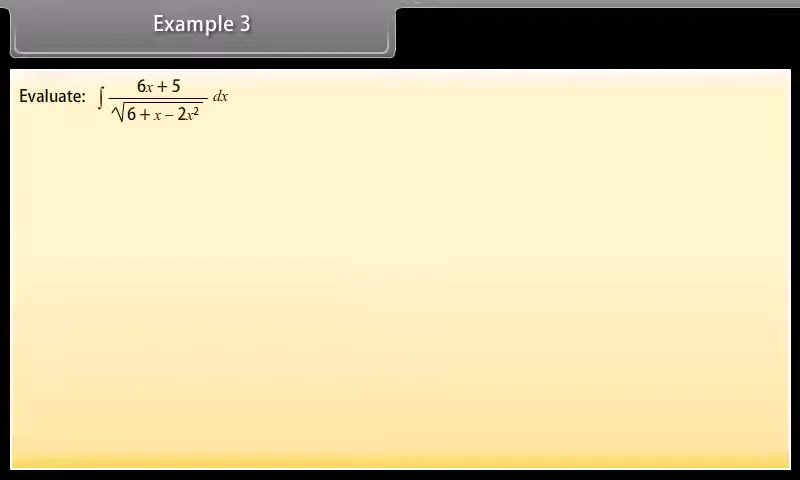 Example 3
Evaluate: ∫ (6x + 5)/√(6 + x – 2x²) dx